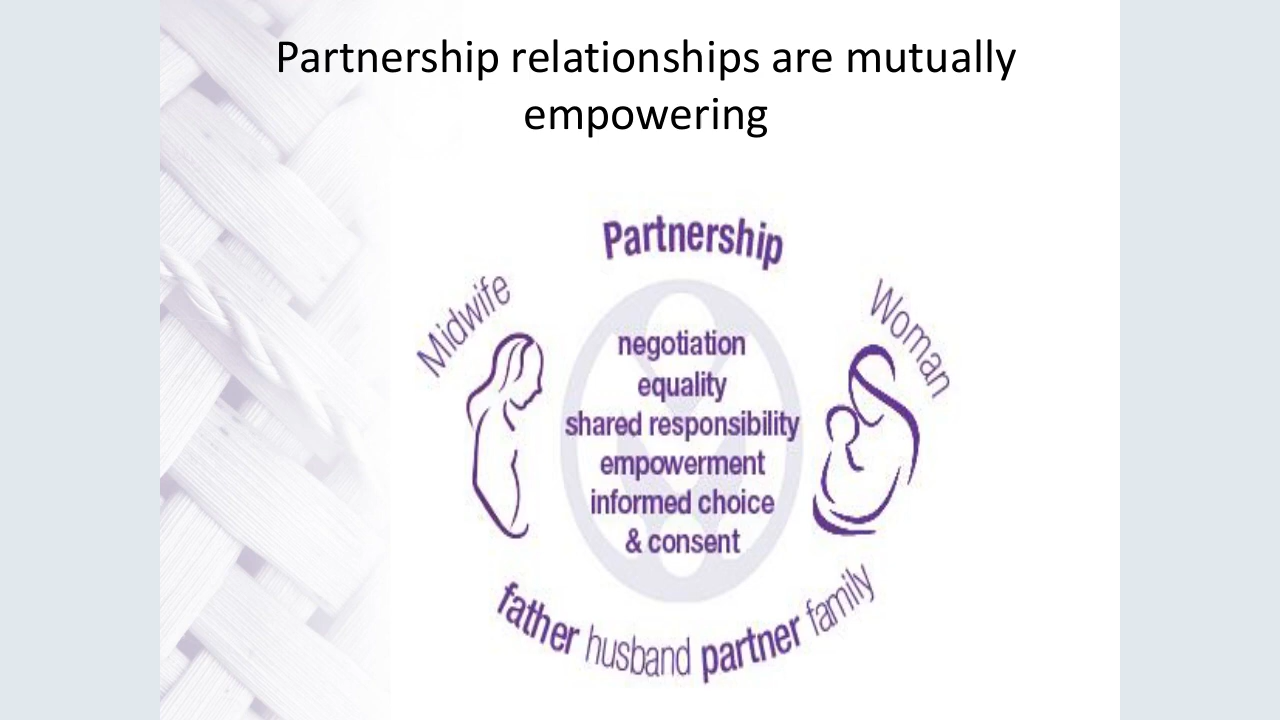 Partnership relationships are mutually
empowering
Partnership
Midwife
Woman
negotiation
equality
shared responsibility
empowerment
informed choice
& consent
father husband partner family